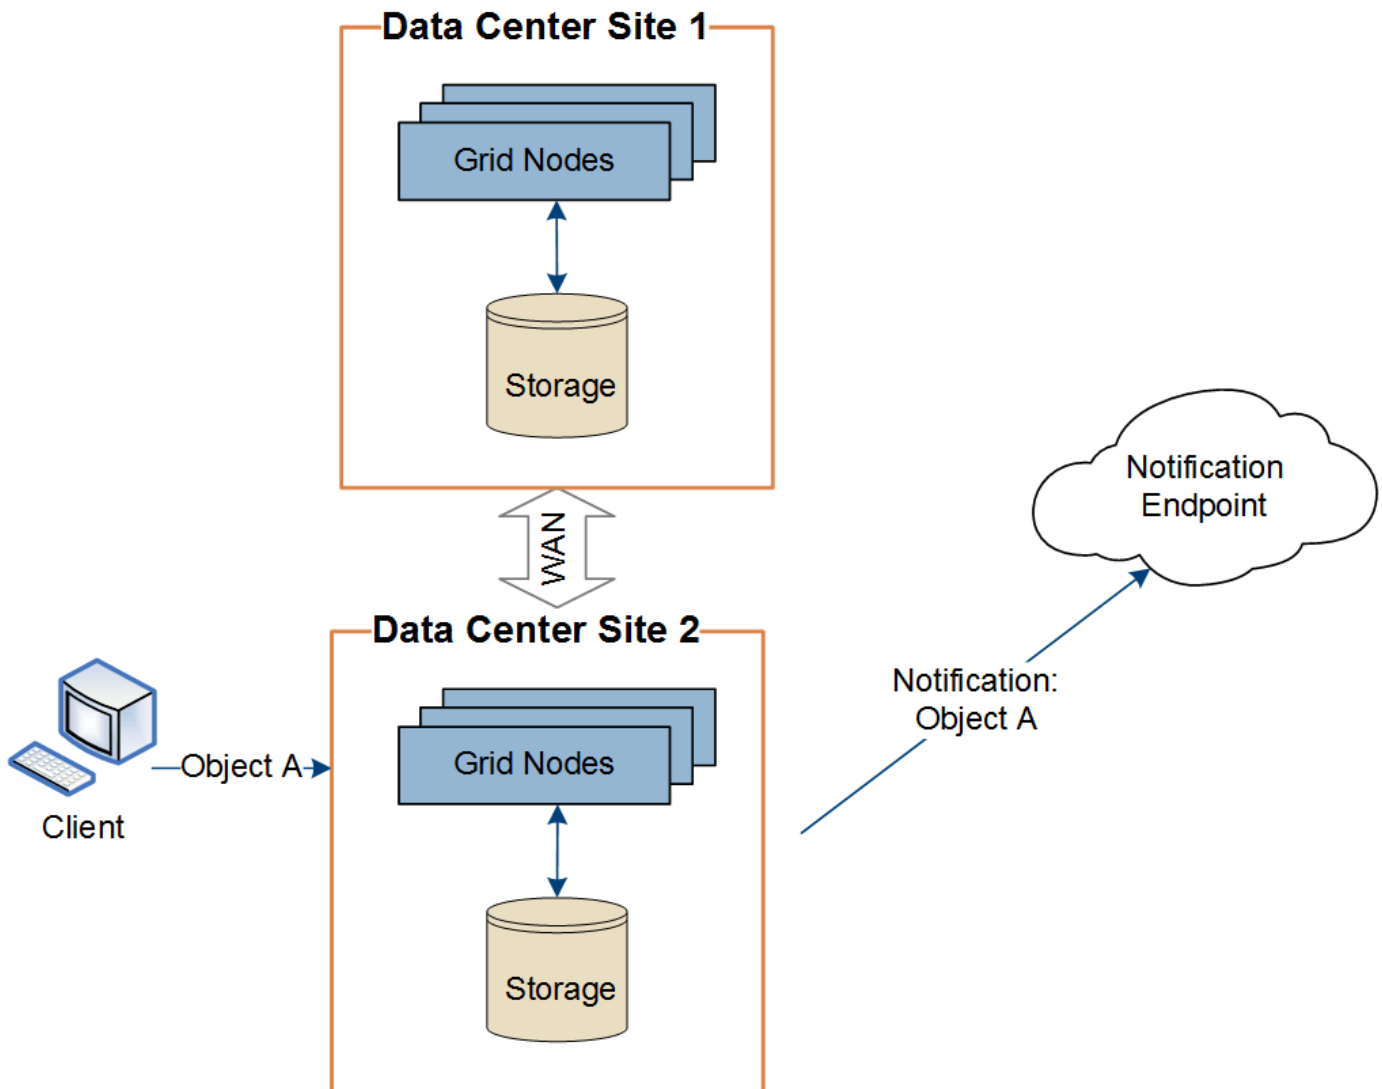 Data Center Site 1
Grid Nodes
Storage
WAN
Notification
Endpoint
Data Center Site 2
Client
Object A
Grid Nodes
Storage
Notification:
Object A